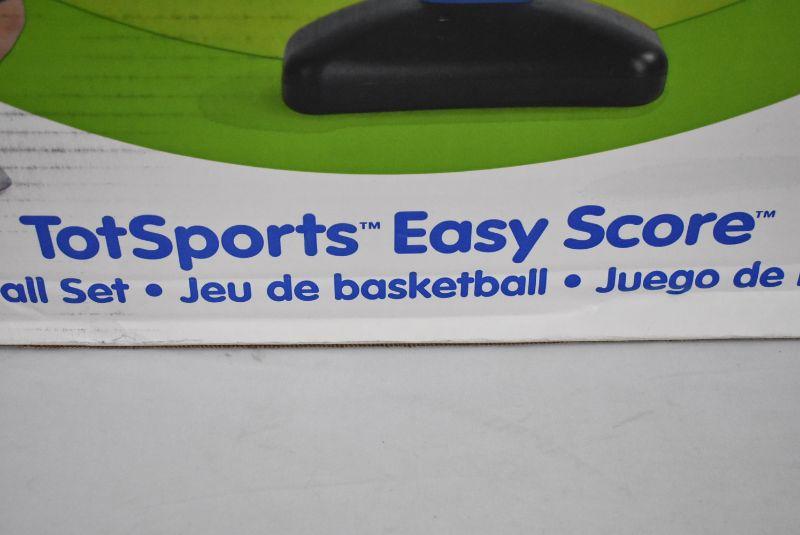 TotSports™ Easy Score™
all Set • Jeu de basketball • Juego de